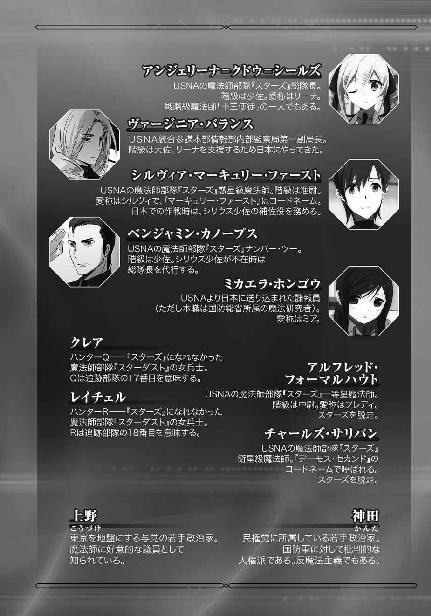 アンジェリーナ=クドウ=シールズ
USNAの魔法師部隊『スターズ』総隊長。
階級は少佐。愛称はリーナ。
戦略級魔法師『十三使徒』の一人でもある。
ヴァージニア・バランス
USNA統合参謀本部情報部内部監察局第一副局長。
階級は大佐。リーナを支援するため日本にやってきた。
シルヴィア・マーキュリー・ファースト
USNAの魔法師部隊『スターズ』惑星級魔法師。階級は准尉。
愛称はシルヴィで、『マーキュリー・ファースト』はコードネーム。
日本での作戦時は、シリウス少佐の補佐役を務める。
ベンジャミン・カノープス
USNAの魔法師部隊『スターズ』ナンバー・ツー。
階級は少佐。シリウス少佐が不在時は
総隊長を代行する。
ミカエラ・ホンゴウ
USNAより日本に送り込まれた諜報員
(ただし本職は国防総省所属の魔法研究者)。
愛称はミア。
クレア
ハンターQ――『スターズ』になれなかった
魔法師部隊『スターダスト』の女兵士。
Qは追跡部隊の17番目を意味する。
レイチェル
ハンターR――『スターズ』になれなかった
魔法師部隊『スターダスト』の女兵士。
Rは追跡部隊の18番目を意味する。
アルフレッド・
フォーマルハウト
USNAの魔法師部隊『スターズ』一等星魔法師。
階級は中尉。愛称はフレディ。
スターズを脱走。
チャールズ・サリバン
USNAの魔法師部隊『スターズ』
衛星級魔法師。『デーモス・セカンド』の
コードネームで呼ばれる。
スターズを脱走。
上野
こうづけ
東京を地盤にする与党の若手政治家。
魔法師に好意的な議員として
知られている。
神田
かんだ
民権党に所属している若手政治家。
国防軍に対して批判的な
人権派である。反魔法主義でもある。